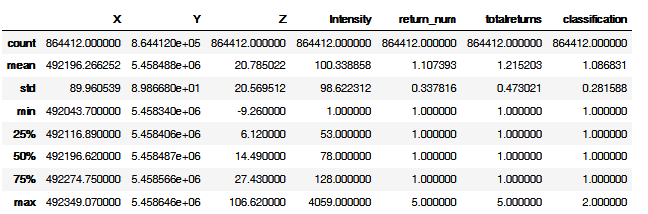 X Y Z Intensity return_num totalreturns classification
count 864412.000000 8.644120e+05 864412.000000 864412.000000 864412.000000 864412.000000 864412.000000
mean 492196.266252 5.458488e+06 20.785022 100.338858 1.107393 1.215203 1.086831
std 89.960539 8.986680e+01 20.569512 98.622312 0.337816 0.473021 0.281588
min 492043.700000 5.458340e+06 -9.260000 1.000000 1.000000 1.000000 1.000000
25% 492116.890000 5.458406e+06 6.120000 53.000000 1.000000 1.000000 1.000000
50% 492196.620000 5.458487e+06 14.490000 78.000000 1.000000 1.000000 1.000000
75% 492274.750000 5.458566e+06 27.430000 128.000000 1.000000 1.000000 1.000000
max 492349.070000 5.458646e+06 106.620000 4059.000000 5.000000 5.000000 2.000000